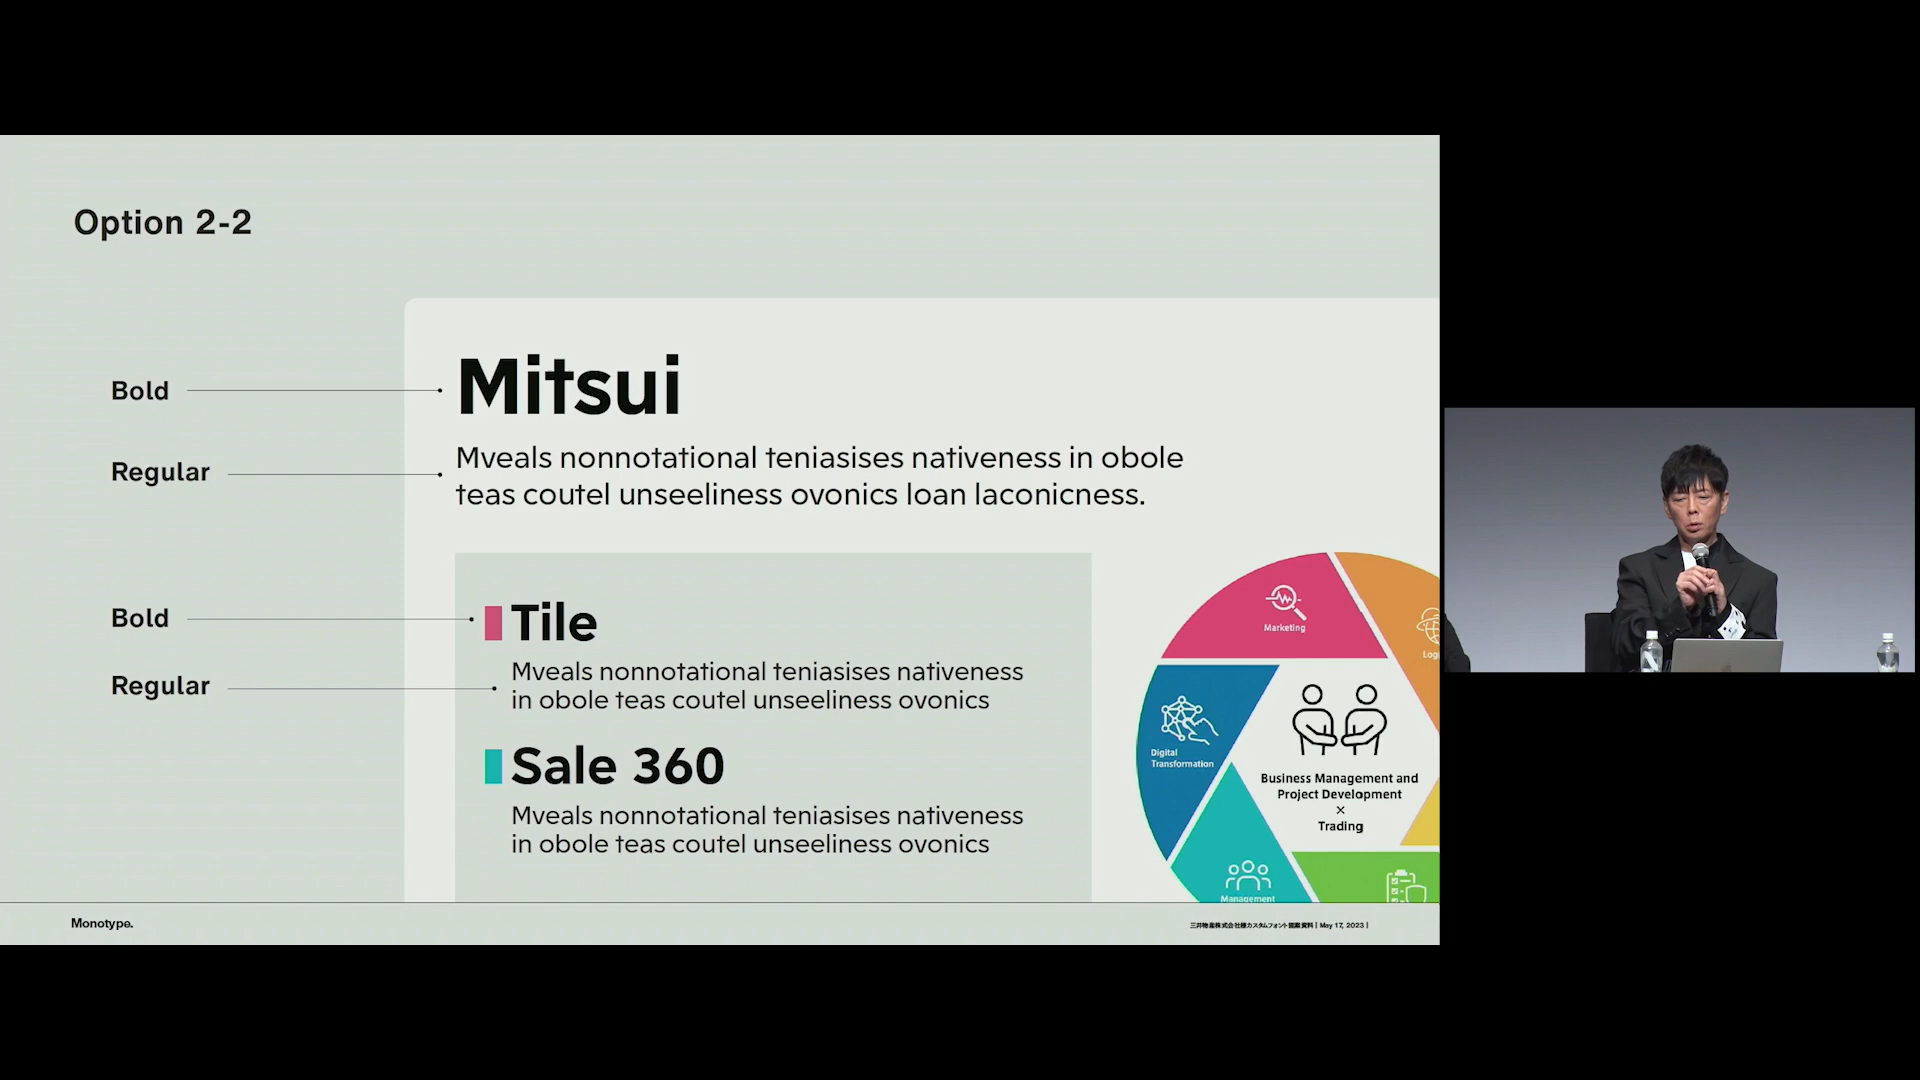 Option 2-2
Bold
Mitsui
Regular
Mveals nonnotational teniasises nativeness in obole
teas coutel unseeliness ovonics loan laconicness.
Bold
Tile
Regular
Mveals nonnotational teniasises nativeness
in obole teas coutel unseeliness ovonics
Sale 360
Mveals nonnotational teniasises nativeness
in obole teas coutel unseeliness ovonics
Marketing
Log
Digital
Transformation
Business Management and
Project Development
×
Trading
Management
Monotype.
三井物産株式会社様カスタムフォント提案資料 | May 17, 2023 |